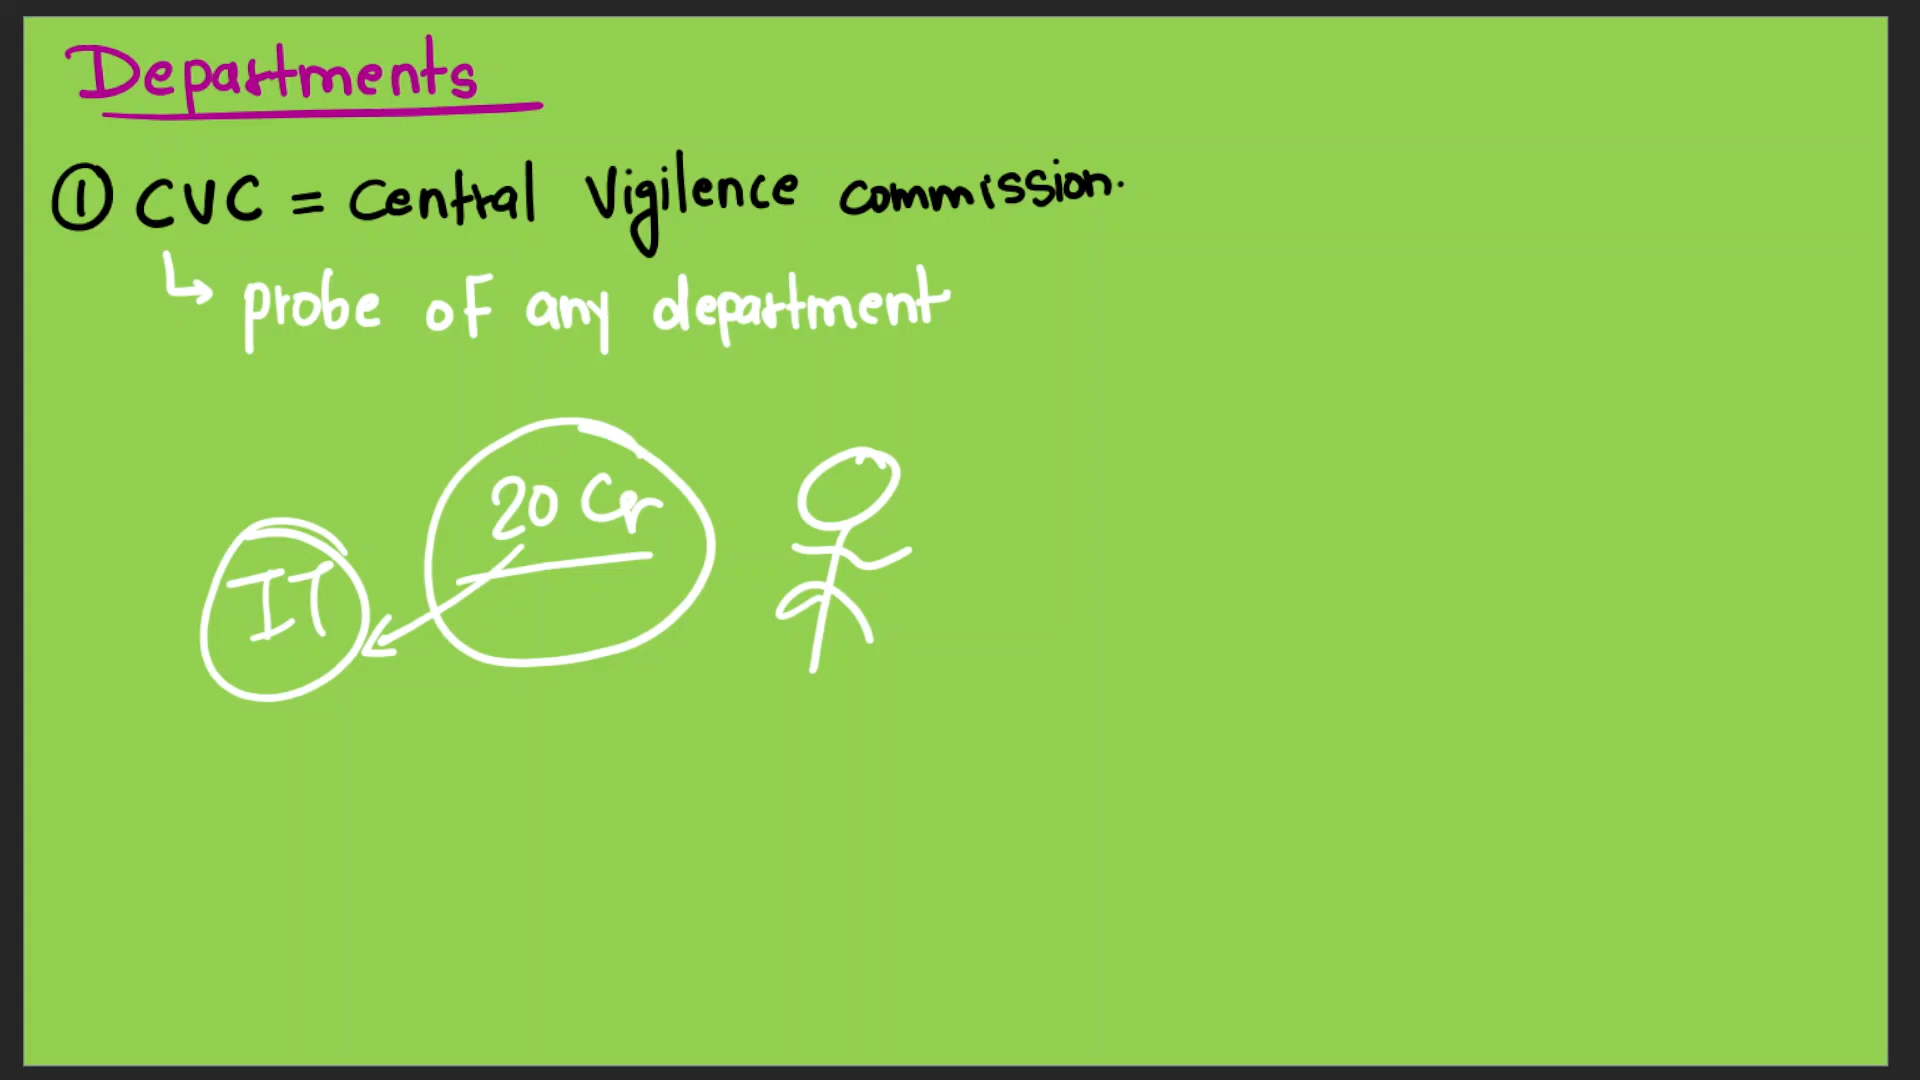 Departments
① CVC = Central Vigilence commission.
↳ probe of any department
20 Cr
IT